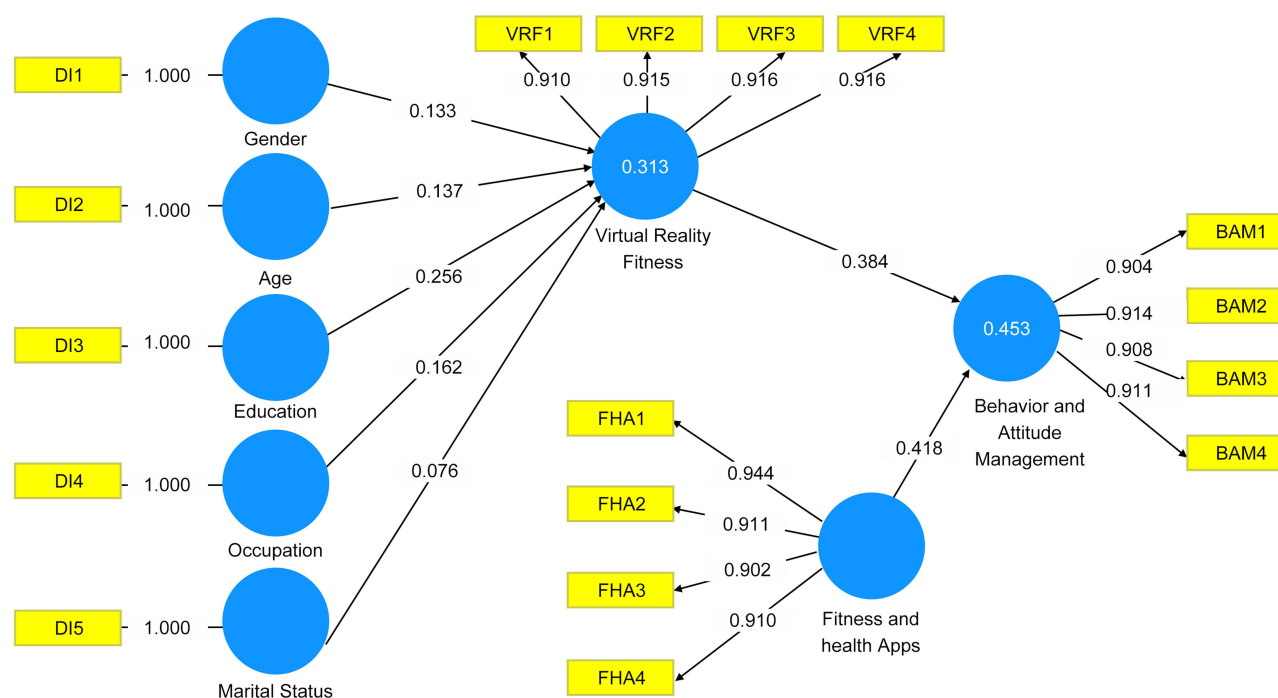 VRF1
VRF2
VRF3
VRF4
DI1
1.000
0.910
0.915
0.916
0.916
0.133
Gender
0.313
DI2
1.000
0.137
Virtual Reality
Fitness
BAM1
Age
0.256
0.384
0.904
BAM2
0.914
DI3
1.000
0.453
0.908
BAM3
0.162
0.911
Education
Behavior and
Attitude
Management
FHA1
BAM4
0.418
0.076
0.944
DI4
1.000
FHA2
0.911
Occupation
0.902
FHA3
0.910
DI5
1.000
Fitness and
health Apps
FHA4
Marital Status